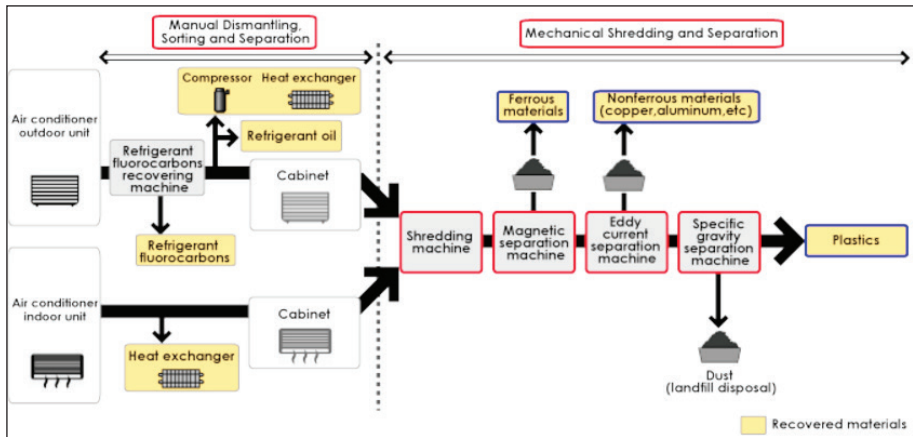 Manual Dismantling,
Sorting and Separation
Mechanical Shredding and Separation
Air conditioner
outdoor unit
Compressor
Heat exchanger
Refrigerant oil
Refrigerant
fluorocarbons
recovering
machine
Cabinet
Refrigerant
fluorocarbons
Air conditioner
indoor unit
Heat exchanger
Cabinet
Ferrous
materials
Nonferrous materials
(copper,aluminum,etc)
Shredding
machine
Magnetic
separation
machine
Eddy
current
separation
machine
Specific
gravity
separation
machine
Plastics
Dust
(landfill disposal)
Recovered materials